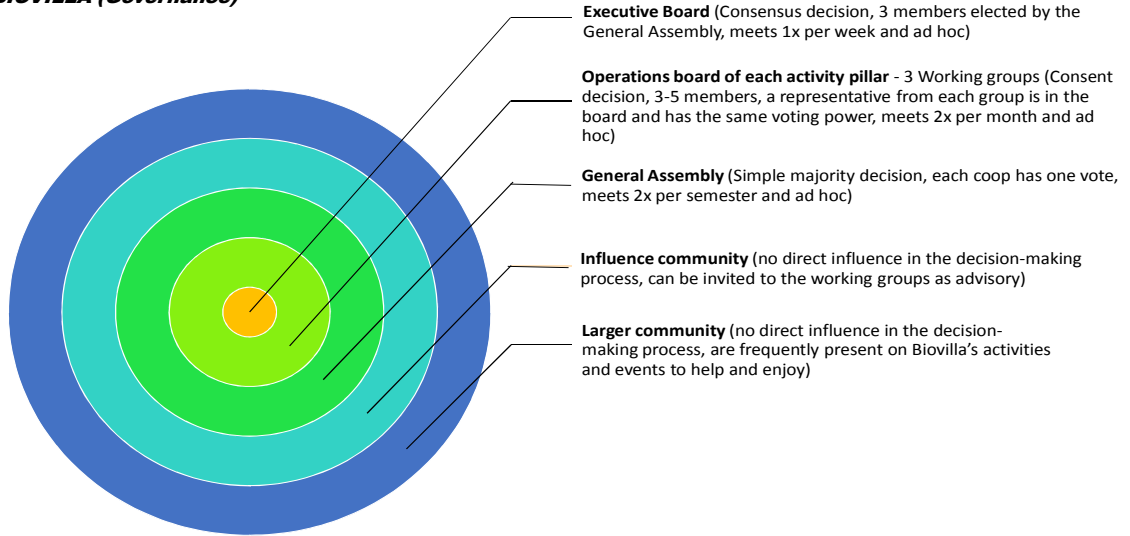 BIOVILLA (Governance)
Executive Board (Consensus decision, 3 members elected by the
General Assembly, meets 1x per week and ad hoc)
Operations board of each activity pillar - 3 Working groups (Consent
decision, 3-5 members, a representative from each group is in the
board and has the same voting power, meets 2x per month and ad
hoc)
General Assembly (Simple majority decision, each coop has one vote,
meets 2x per semester and ad hoc)
Influence community (no direct influence in the decision-making
process, can be invited to the working groups as advisory)
Larger community (no direct influence in the decision-
making process, are frequently present on Biovilla’s activities
and events to help and enjoy)